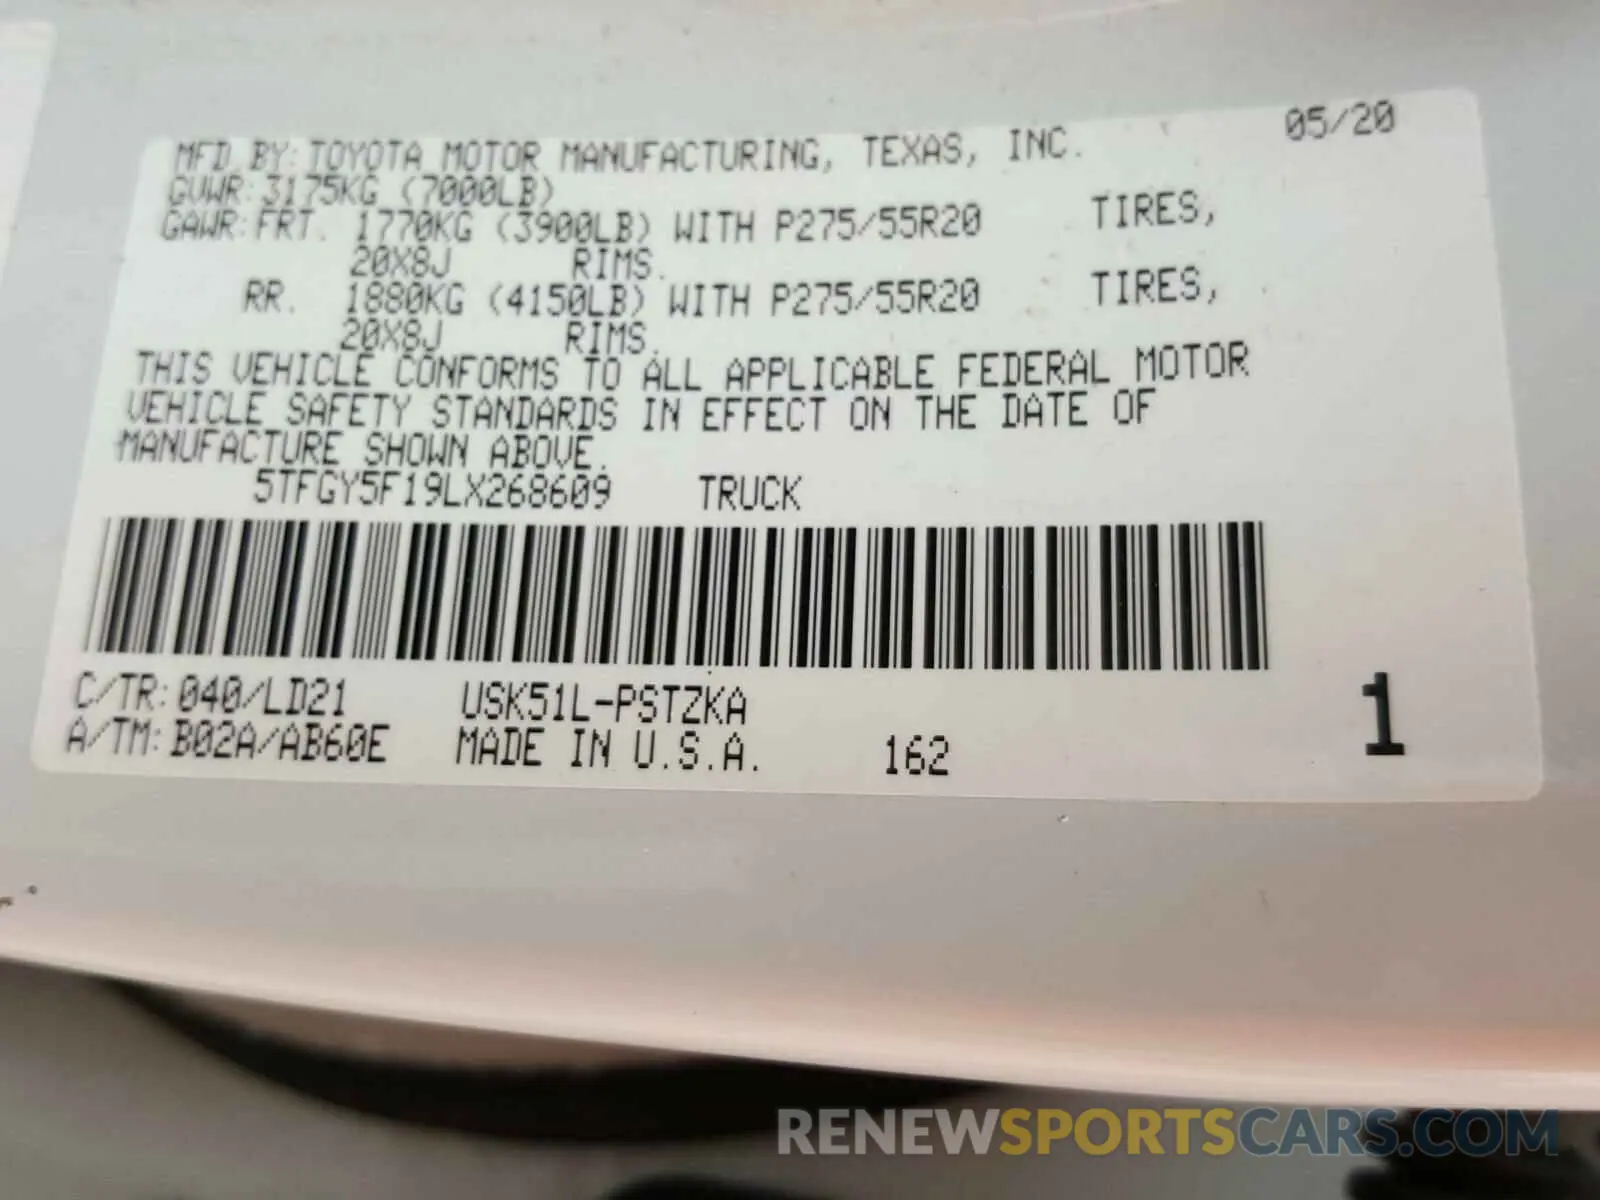 05/20
MFD. BY: TOYOTA MOTOR MANUFACTURING, TEXAS, INC.
GVWR: 3175KG (7000LB)
GAWR: FRT. 1770KG (3900LB) WITH P275/55R20 TIRES,
20X8J RIMS.
RR. 1880KG (4150LB) WITH P275/55R20 TIRES,
20X8J RIMS.
THIS VEHICLE CONFORMS TO ALL APPLICABLE FEDERAL MOTOR
VEHICLE SAFETY STANDARDS IN EFFECT ON THE DATE OF
MANUFACTURE SHOWN ABOVE.
5TFGY5F19LX268609 TRUCK
C/TR: 040/LD21 USK51L-PSTZKA
A/TM: B02A/AB60E MADE IN U.S.A. 162
1
RENEWSPORTSCARS.COM